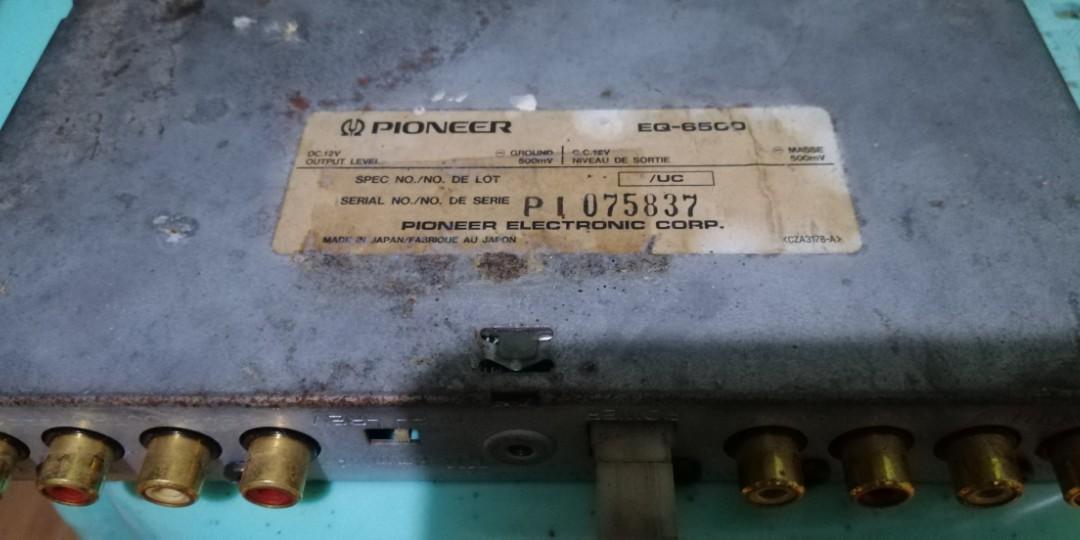 PIONEER EQ-6500
DC.12V ⊖ GROUND C.C.12V ⊖ MASSE
OUTPUT LEVEL 500mV NIVEAU DE SORTIE 500mV
SPEC NO./NO. DE LOT /UC
SERIAL NO./NO. DE SERIE PI 075837
PIONEER ELECTRONIC CORP.
MADE IN JAPAN/FABRIQUE AU JAPON <CZA3178-A>
POWER